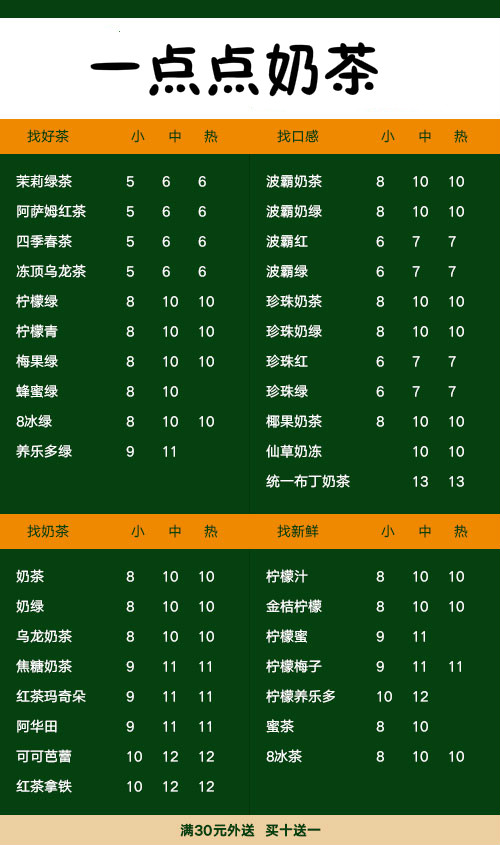 一点点奶茶
找好茶 小 中 热
茉莉绿茶 5 6 6
阿萨姆红茶 5 6 6
四季春茶 5 6 6
冻顶乌龙茶 5 6 6
柠檬绿 8 10 10
柠檬青 8 10 10
梅果绿 8 10 10
蜂蜜绿 8 10
8冰绿 8 10 10
养乐多绿 9 11
找口感 小 中 热
波霸奶茶 8 10 10
波霸奶绿 8 10 10
波霸红 6 7 7
波霸绿 6 7 7
珍珠奶茶 8 10 10
珍珠奶绿 8 10 10
珍珠红 6 7 7
珍珠绿 6 7 7
椰果奶茶 8 10 10
仙草奶冻 10 10
统一布丁奶茶 13 13
找奶茶 小 中 热
奶茶 8 10 10
奶绿 8 10 10
乌龙奶茶 8 10 10
焦糖奶茶 9 11 11
红茶玛奇朵 9 11 11
阿华田 9 11 11
可可芭蕾 10 12 12
红茶拿铁 10 12 12
找新鲜 小 中 热
柠檬汁 8 10 10
金桔柠檬 8 10 10
柠檬蜜 9 11
柠檬梅子 9 11 11
柠檬养乐多 10 12
蜜茶 8 10
8冰茶 8 10 10
满30元外送 买十送一